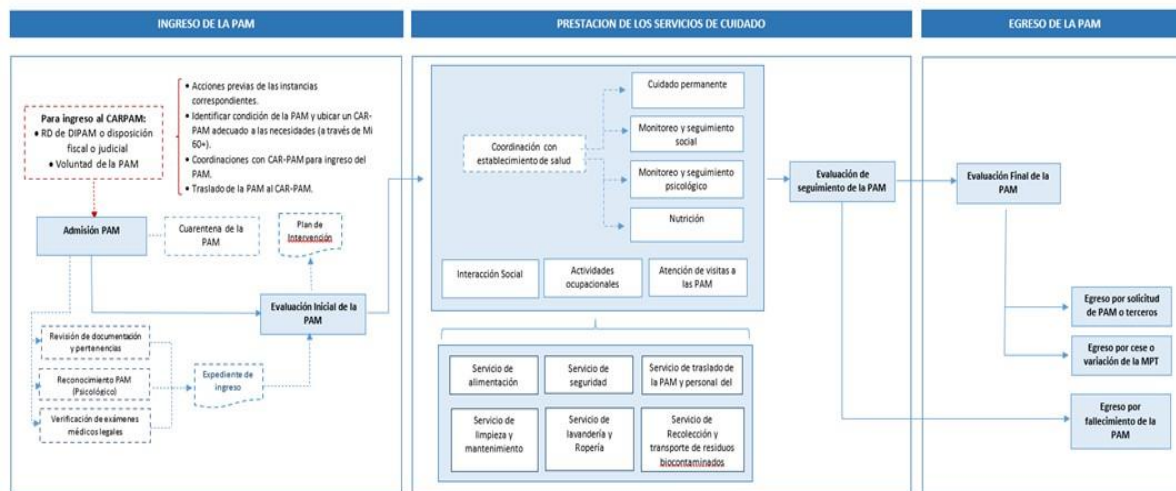 INGRESO DE LA PAM
PRESTACION DE LOS SERVICIOS DE CUIDADO
EGRESO DE LA PAM
Para ingreso al CARPAM:
• RD de DIPAM o disposición
fiscal o judicial
• Voluntad de la PAM
• Acciones previas de las instancias
correspondientes.
• Identificar condición de la PAM y ubicar un CAR-
PAM adecuado a las necesidades (a través de Mi
60+).
• Coordinaciones con CAR-PAM para ingreso del
PAM.
• Traslado de la PAM al CAR-PAM.
Admisión PAM
Cuarentena de la
PAM
Plan de
Intervención
Evaluación Inicial de la
PAM
Revisión de documentación
y pertenencias
Reconocimiento PAM
(Psicológico)
Verificación de exámenes
médicos legales
Expediente de
ingreso
Coordinación con
establecimiento de salud
Cuidado permanente
Monitoreo y seguimiento
social
Monitoreo y seguimiento
psicológico
Nutrición
Interacción Social
Actividades
ocupacionales
Atención de visitas a
las PAM
Servicio de
alimentación
Servicio de
seguridad
Servicio de traslado de
la PAM y personal del
Servicio de
limpieza y
mantenimiento
Servicio de
lavandería y
Ropería
Servicio de
Recolección y
transporte de residuos
biocontaminados
Evaluación de
seguimiento de la PAM
Evaluación Final de la
PAM
Egreso por solicitud
de PAM o terceros
Egreso por cese o
variación de la MPT
Egreso por
fallecimiento de la
PAM